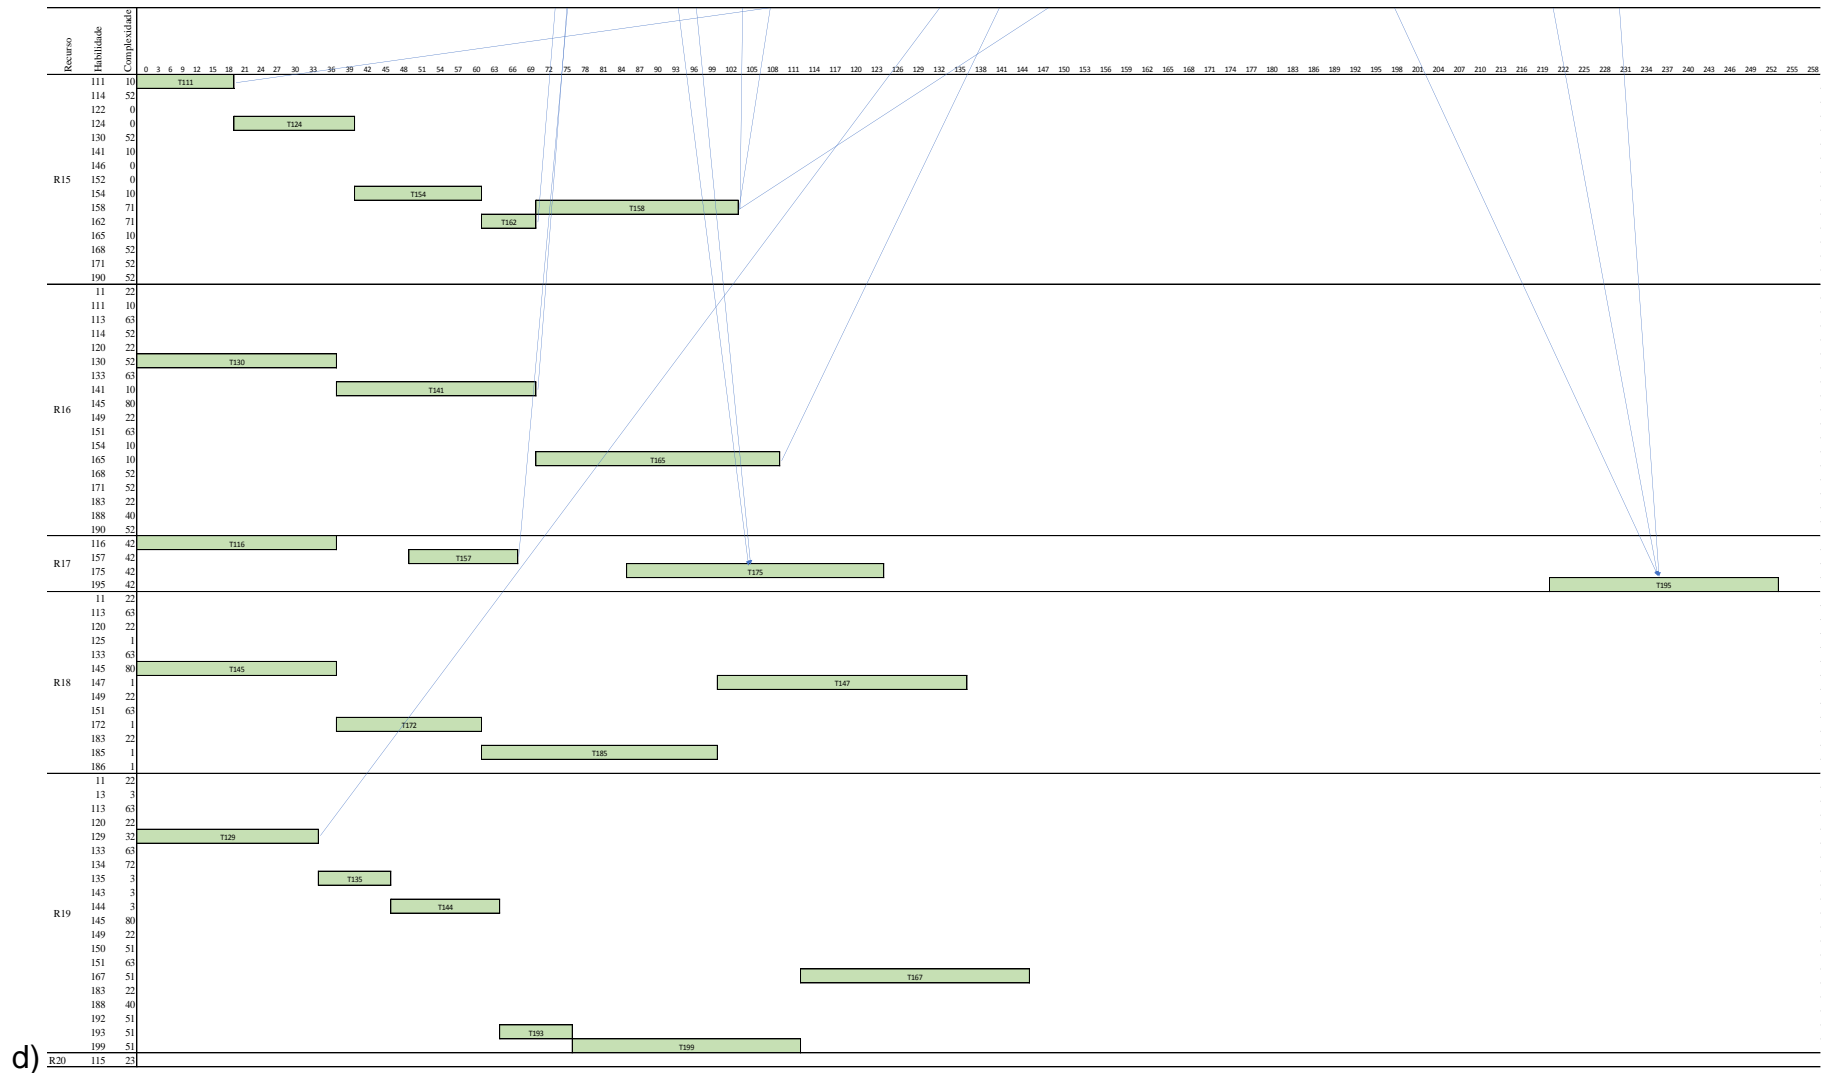 Recurso Habilidade Complexidade 0 3 6 9 12 15 18 21 24 27 30 33 36 39 42 45 48 51 54 57 60 63 66 69 72 75 78 81 84 87 90 93 96 99 102 105 108 111 114 117 120 123 126 129 132 135 138 141 144 147 150 153 156 159 162 165 168 171 174 177 180 183 186 189 192 195 198 201 204 207 210 213 216 219 222 225 228 231 234 237 240 243 246 249 252 255 258
111 10 T111
114 52
122 0
124 0 T124
130 52
141 10
146 0
R15 152 0
154 10 T154
158 71 T158
162 71 T162
165 10
168 52
171 52
190 52
11 22
111 10
113 63
114 52
120 22
130 52 T130
133 63
141 10 T141
145 80
R16
149 22
151 63
154 10
165 10 T165
168 52
171 52
183 22
188 40
190 52
116 42 T116
157 42 T157
R17
175 42 T175
195 42 T195
11 22
113 63
120 22
125 1
133 63
145 80 T145
R18 147 1 T147
149 22
151 63
172 1 T172
183 22
185 1 T185
186 1
11 22
13 3
113 63
120 22
129 32 T129
133 63
134 72
135 3 T135
143 3
144 3 T144
R19
145 80
149 22
150 51
151 63
167 51 T167
183 22
188 40
192 51
193 51 T193
199 51 T199
d) R20 115 23